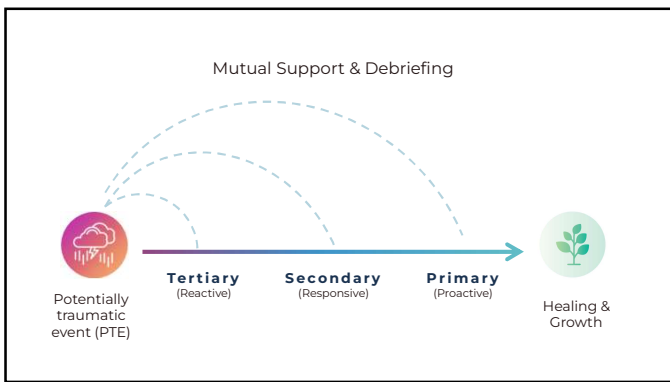 Mutual Support & Debriefing
Tertiary
(Reactive)
Secondary
(Responsive)
Primary
(Proactive)
Potentially
traumatic
event (PTE)
Healing &
Growth